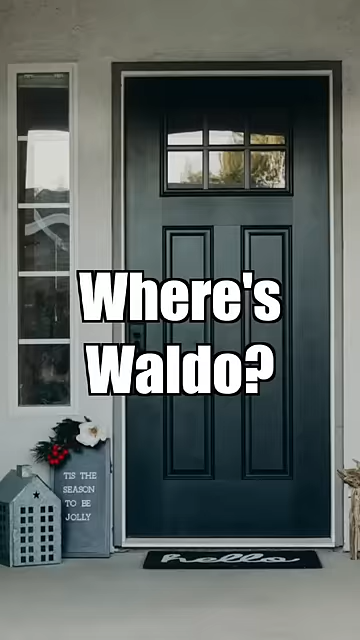 Where's
Waldo?
TIS THE
SEASON
TO BE
JOLLY
hello